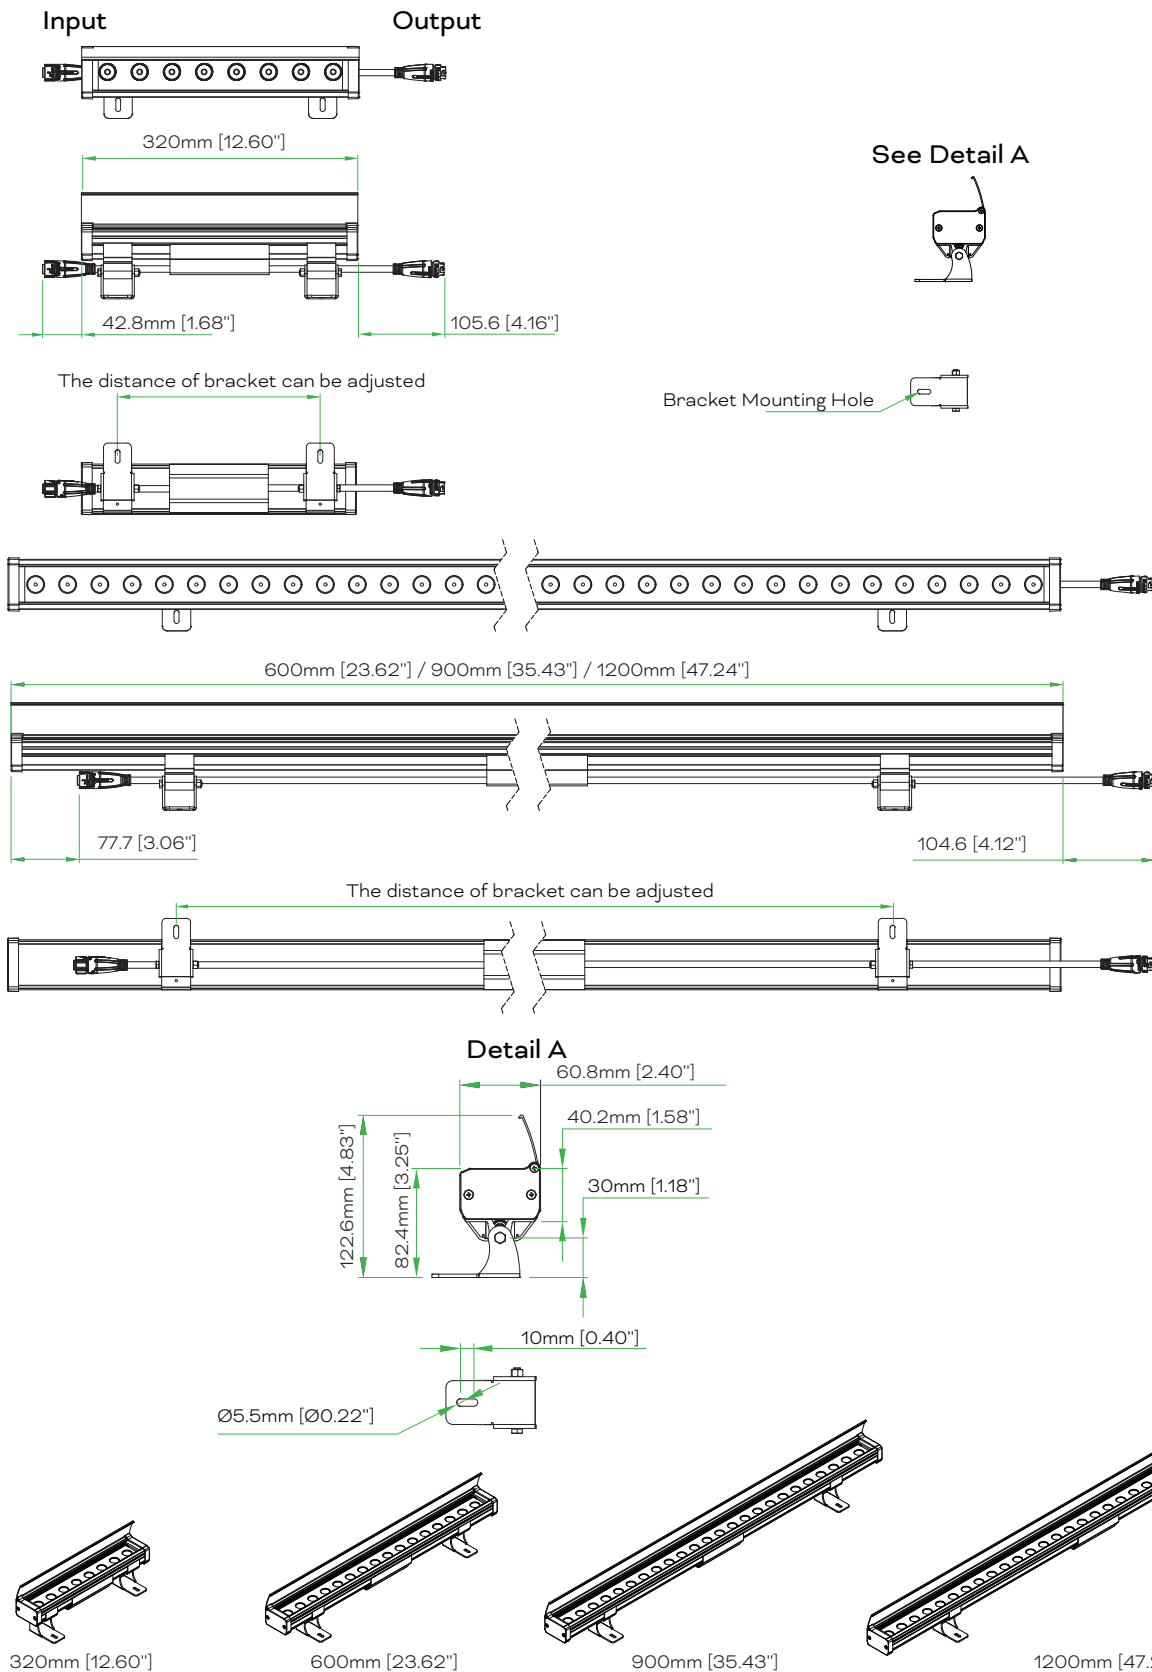 Input Output
320mm [12.60"]
See Detail A
42.8mm [1.68"] 105.6 [4.16"]
The distance of bracket can be adjusted
Bracket Mounting Hole
600mm [23.62"] / 900mm [35.43"] / 1200mm [47.24"]
77.7 [3.06"] 104.6 [4.12"]
The distance of bracket can be adjusted
Detail A
60.8mm [2.40"]
40.2mm [1.58"]
122.6mm [4.83"]
82.4mm [3.25"]
30mm [1.18"]
10mm [0.40"]
Ø5.5mm [Ø0.22"]
320mm [12.60"] 600mm [23.62"] 900mm [35.43"] 1200mm [47.